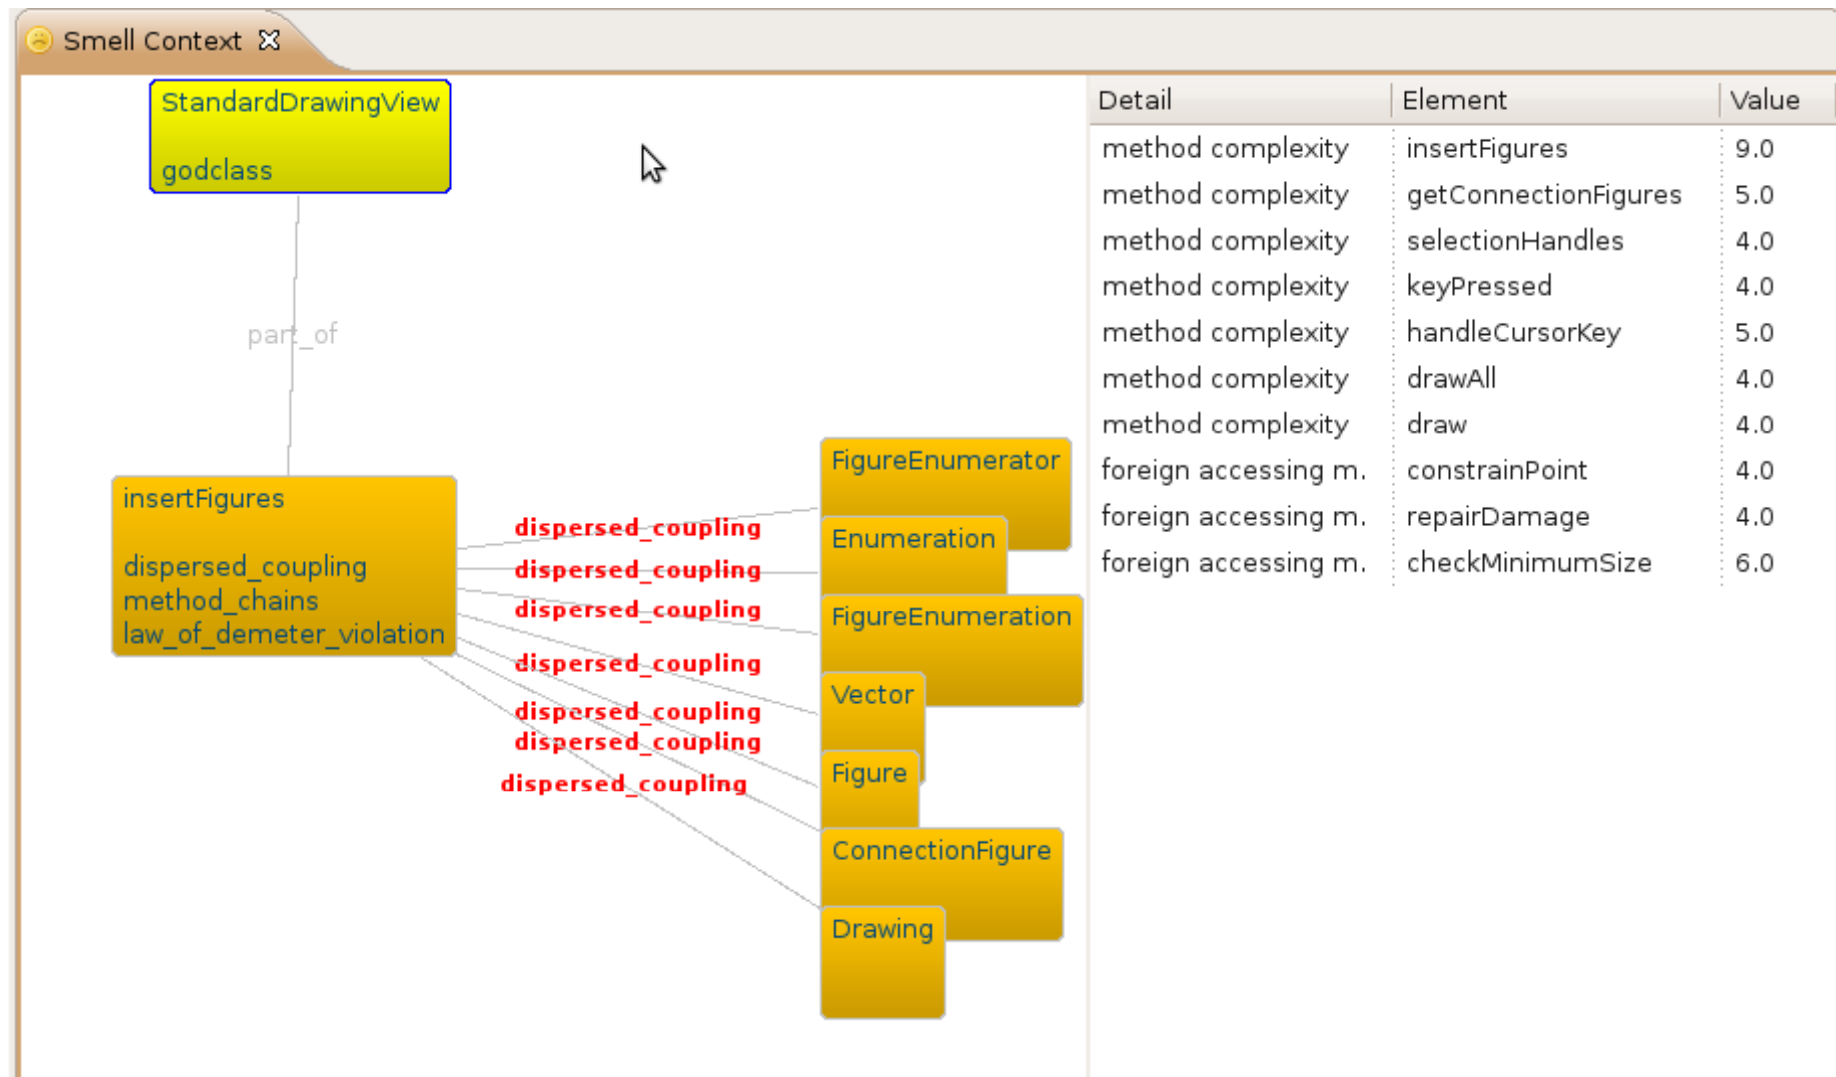 Smell Context
StandardDrawingView
godclass
part_of
insertFigures
dispersed_coupling
method_chains
law_of_demeter_violation
dispersed_coupling
dispersed_coupling
dispersed_coupling
dispersed_coupling
dispersed_coupling
dispersed_coupling
dispersed_coupling
FigureEnumerator
Enumeration
FigureEnumeration
Vector
Figure
ConnectionFigure
Drawing
Detail Element Value
method complexity insertFigures 9.0
method complexity getConnectionFigures 5.0
method complexity selectionHandles 4.0
method complexity keyPressed 4.0
method complexity handleCursorKey 5.0
method complexity drawAll 4.0
method complexity draw 4.0
foreign accessing m. constrainPoint 4.0
foreign accessing m. repairDamage 4.0
foreign accessing m. checkMinimumSize 6.0